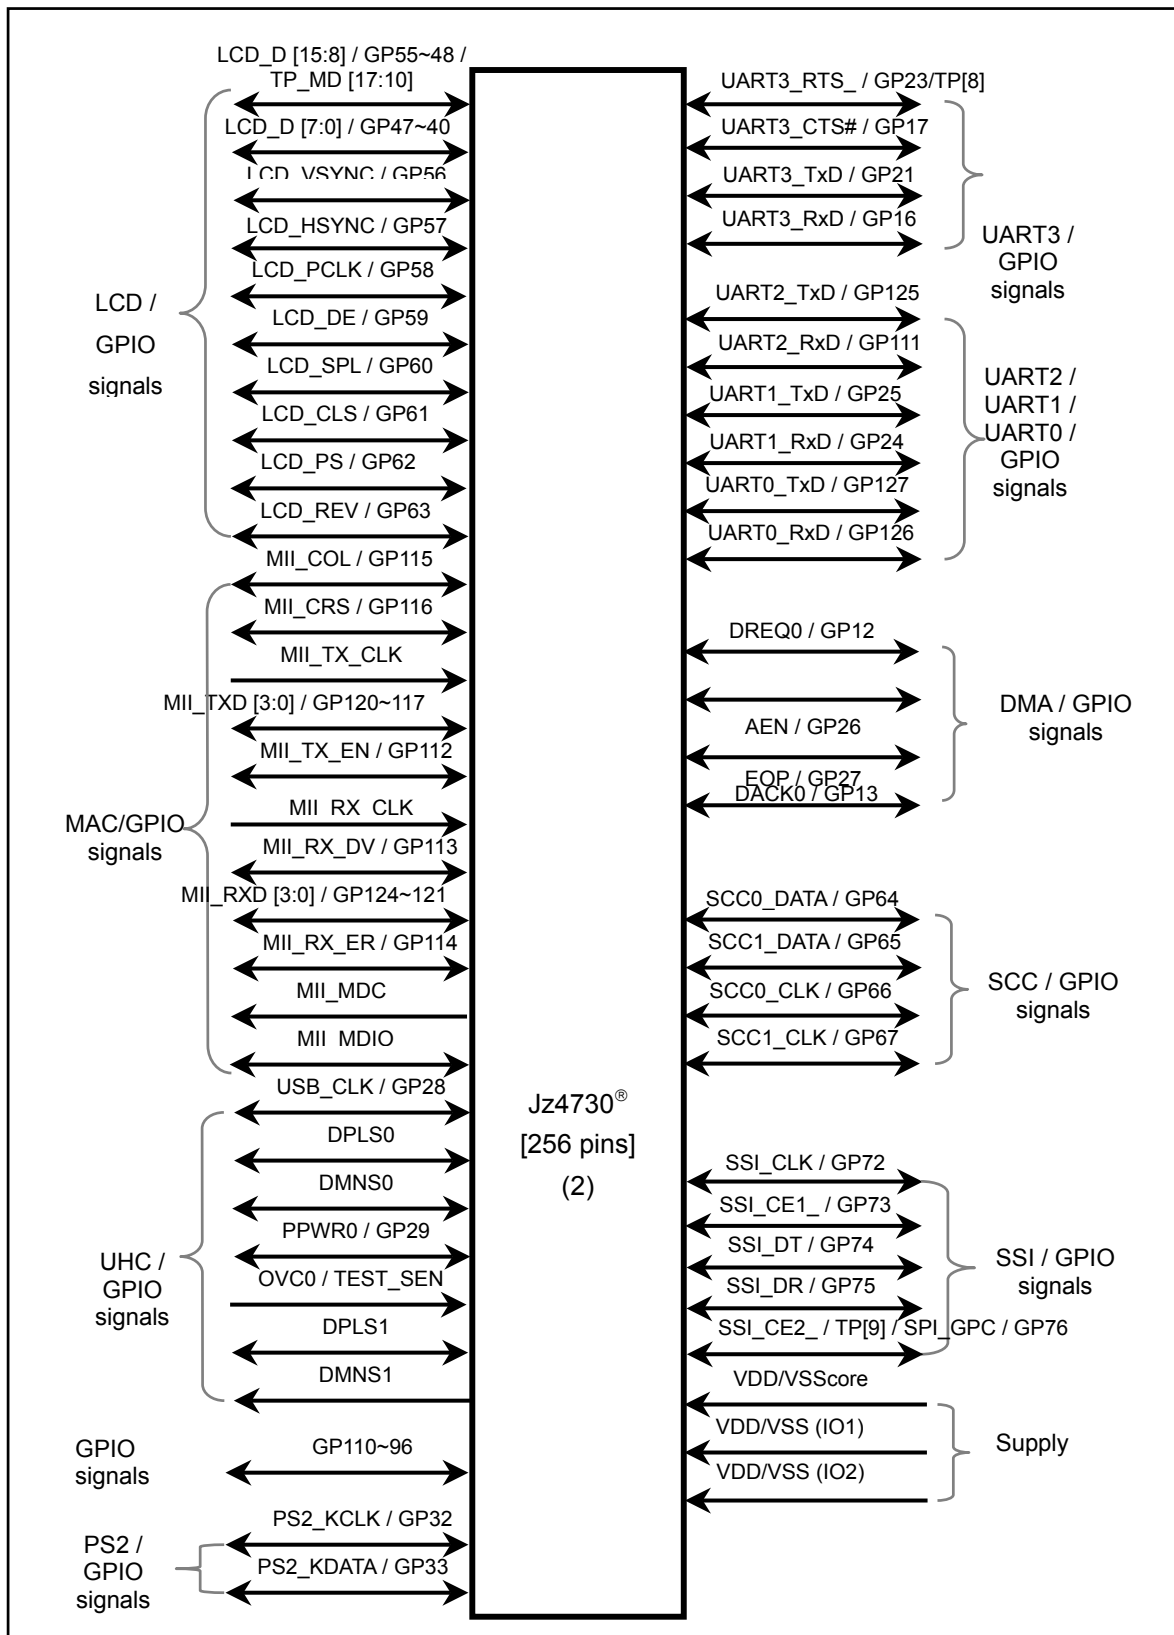 LCD_D [15:8] / GP55~48 /
TP_MD [17:10]
LCD_D [7:0] / GP47~40
LCD_VSYNC / GP56
LCD_HSYNC / GP57
LCD_PCLK / GP58
LCD_DE / GP59
LCD_SPL / GP60
LCD_CLS / GP61
LCD_PS / GP62
LCD_REV / GP63
LCD /
GPIO
signals
MII_COL / GP115
MII_CRS / GP116
MII_TX_CLK
MII_TXD [3:0] / GP120~117
MII_TX_EN / GP112
MII_RX_CLK
MII_RX_DV / GP113
MII_RXD [3:0] / GP124~121
MII_RX_ER / GP114
MII_MDC
MII_MDIO
MAC/GPIO
signals
USB_CLK / GP28
DPLS0
DMNS0
PPWR0 / GP29
OVC0 / TEST_SEN
DPLS1
DMNS1
UHC /
GPIO
signals
GP110~96
GPIO
signals
PS2_KCLK / GP32
PS2_KDATA / GP33
PS2 /
GPIO
signals
Jz4730®
[256 pins]
(2)
UART3_RTS_ / GP23/TP[8]
UART3_CTS# / GP17
UART3_TxD / GP21
UART3_RxD / GP16
UART3 /
GPIO
signals
UART2_TxD / GP125
UART2_RxD / GP111
UART1_TxD / GP25
UART1_RxD / GP24
UART0_TxD / GP127
UART0_RxD / GP126
UART2 /
UART1 /
UART0 /
GPIO
signals
DREQ0 / GP12
AEN / GP26
EOP / GP27
DACK0 / GP13
DMA / GPIO
signals
SCC0_DATA / GP64
SCC1_DATA / GP65
SCC0_CLK / GP66
SCC1_CLK / GP67
SCC / GPIO
signals
SSI_CLK / GP72
SSI_CE1_ / GP73
SSI_DT / GP74
SSI_DR / GP75
SSI_CE2_ / TP[9] / SPI_GPC / GP76
SSI / GPIO
signals
VDD/VSScore
VDD/VSS (IO1)
VDD/VSS (IO2)
Supply